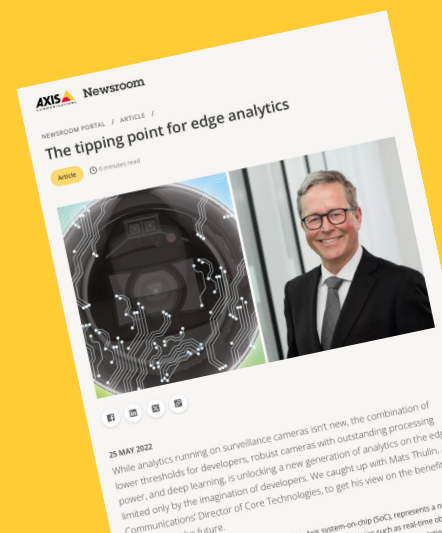 AXIS
COMMUNICATIONS
Newsroom
NEWSROOM PORTAL / ARTICLE /
The tipping point for edge analytics
Article
6 minutes read
25 MAY 2022
While analytics running on surveillance cameras isn't new, the combination of
lower thresholds for developers, robust cameras with outstanding processing
power, and deep learning, is unlocking a new generation of analytics on the edg
limited only by the imagination of developers. We caught up with Mats Thulin,
Communications' Director of Core Technologies, to get his view on the benefit
the future.
Axis system-on-chip (SoC), represents a n
such as real-time ob